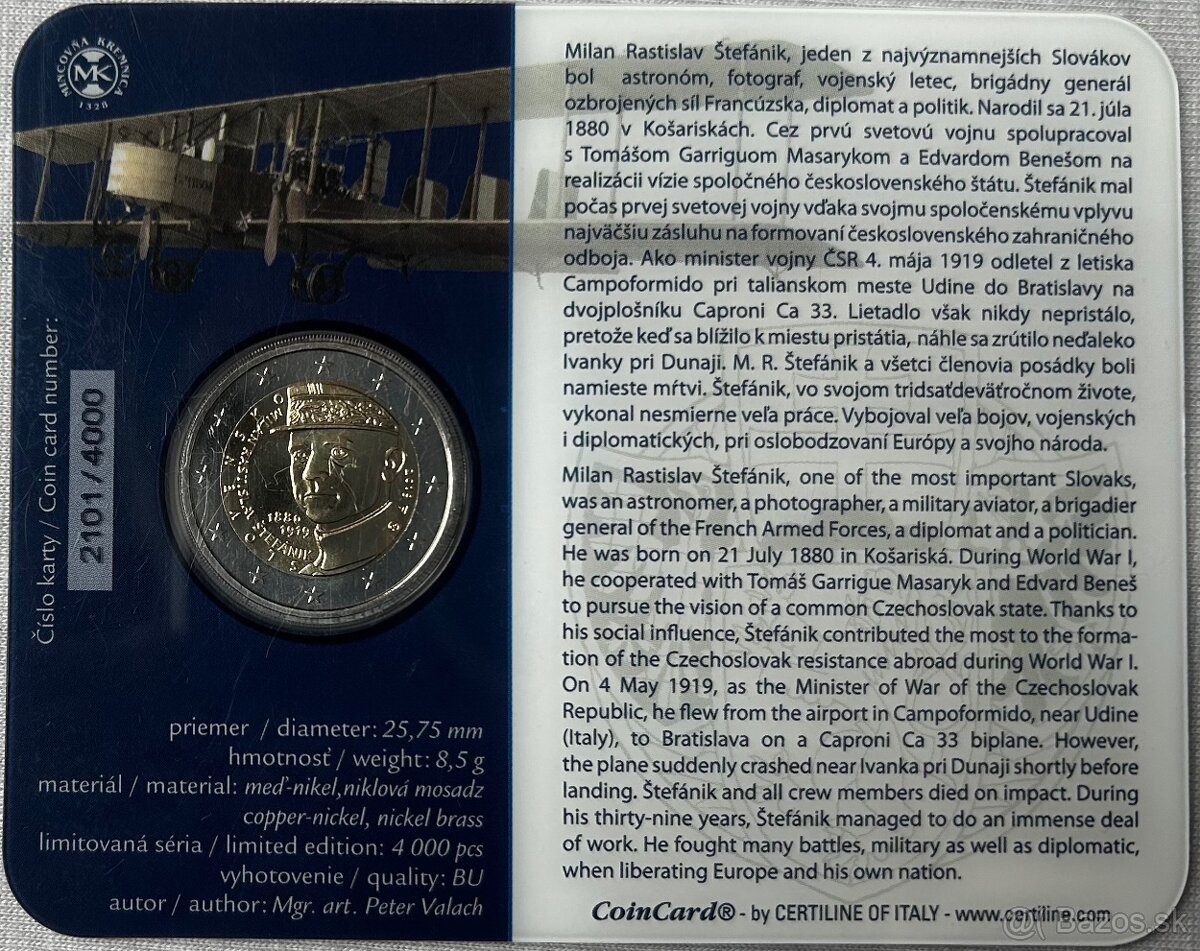 MINCOVŇA KREMNICA
MK
1328
Číslo karty / Coin card number:
2101 / 4000
SLOVENSKO
MILAN RASTISLAV
ŠTEFÁNIK
1880
1919
priemer / diameter: 25,75 mm
hmotnosť / weight: 8,5 g
materiál / material: meď-nikel,niklová mosadz
copper-nickel, nickel brass
limitovaná séria / limited edition: 4 000 pcs
vyhotovenie / quality: BU
autor / author: Mgr. art. Peter Valach
Milan Rastislav Štefánik, jeden z najvýznamnejších Slovákov
bol astronóm, fotograf, vojenský letec, brigádny generál
ozbrojených síl Francúzska, diplomat a politik. Narodil sa 21. júla
1880 v Košariskách. Cez prvú svetovú vojnu spolupracoval
s Tomášom Garriguom Masarykom a Edvardom Benešom na
realizácii vízie spoločného československého štátu. Štefánik mal
počas prvej svetovej vojny vďaka svojmu spoločenskému vplyvu
najväčšiu zásluhu na formovaní československého zahraničného
odboja. Ako minister vojny ČSR 4. mája 1919 odletel z letiska
Campoformido pri talianskom meste Udine do Bratislavy na
dvojplošníku Caproni Ca 33. Lietadlo však nikdy nepristálo,
pretože keď sa blížilo k miestu pristátia, náhle sa zrútilo neďaleko
Ivanky pri Dunaji. M. R. Štefánik a všetci členovia posádky boli
namieste mŕtvi. Štefánik, vo svojom tridsaťdeväťročnom živote,
vykonal nesmierne veľa práce. Vybojoval veľa bojov, vojenských
i diplomatických, pri oslobodzovaní Európy a svojho národa.
Milan Rastislav Štefánik, one of the most important Slovaks,
was an astronomer, a photographer, a military aviator, a brigadier
general of the French Armed Forces, a diplomat and a politician.
He was born on 21 July 1880 in Košariská. During World War I,
he cooperated with Tomáš Garrigue Masaryk and Edvard Beneš
to pursue the vision of a common Czechoslovak state. Thanks to
his social influence, Štefánik contributed the most to the forma-
tion of the Czechoslovak resistance abroad during World War I.
On 4 May 1919, as the Minister of War of the Czechoslovak
Republic, he flew from the airport in Campoformido, near Udine
(Italy), to Bratislava on a Caproni Ca 33 biplane. However,
the plane suddenly crashed near Ivanka pri Dunaji shortly before
landing. Štefánik and all crew members died on impact. During
his thirty-nine years, Štefánik managed to do an immense deal
of work. He fought many battles, military as well as diplomatic,
when liberating Europe and his own nation.
CoinCard® - by CERTILINE OF ITALY - www.certiline.com
Bazos.sk